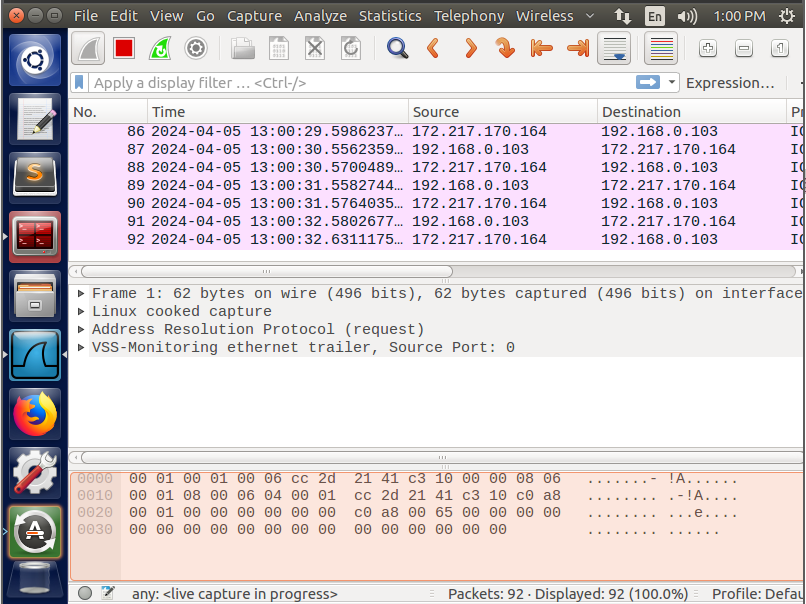 File Edit View Go Capture Analyze Statistics Telephony Wireless En 1:00 PM
Apply a display filter … <Ctrl-/> Expression…
No. Time Source Destination
86 2024-04-05 13:00:29.5986237… 172.217.170.164 192.168.0.103
87 2024-04-05 13:00:30.5562359… 192.168.0.103 172.217.170.164
88 2024-04-05 13:00:30.5700489… 172.217.170.164 192.168.0.103
89 2024-04-05 13:00:31.5582744… 192.168.0.103 172.217.170.164
90 2024-04-05 13:00:31.5764035… 172.217.170.164 192.168.0.103
91 2024-04-05 13:00:32.5802677… 192.168.0.103 172.217.170.164
92 2024-04-05 13:00:32.6311175… 172.217.170.164 192.168.0.103
Frame 1: 62 bytes on wire (496 bits), 62 bytes captured (496 bits) on interface
Linux cooked capture
Address Resolution Protocol (request)
VSS-Monitoring ethernet trailer, Source Port: 0
0000 00 01 00 01 00 06 cc 2d 21 41 c3 10 00 00 08 06 .......- !A......
0010 00 01 08 00 06 04 00 01 cc 2d 21 41 c3 10 c0 a8 ........ .-!A....
0020 00 01 00 00 00 00 00 00 c0 a8 00 65 00 00 00 00 ........ ...e....
0030 00 00 00 00 00 00 00 00 00 00 00 00 00 00 ........ ......
any: <live capture in progress> Packets: 92 · Displayed: 92 (100.0%) Profile: Defau